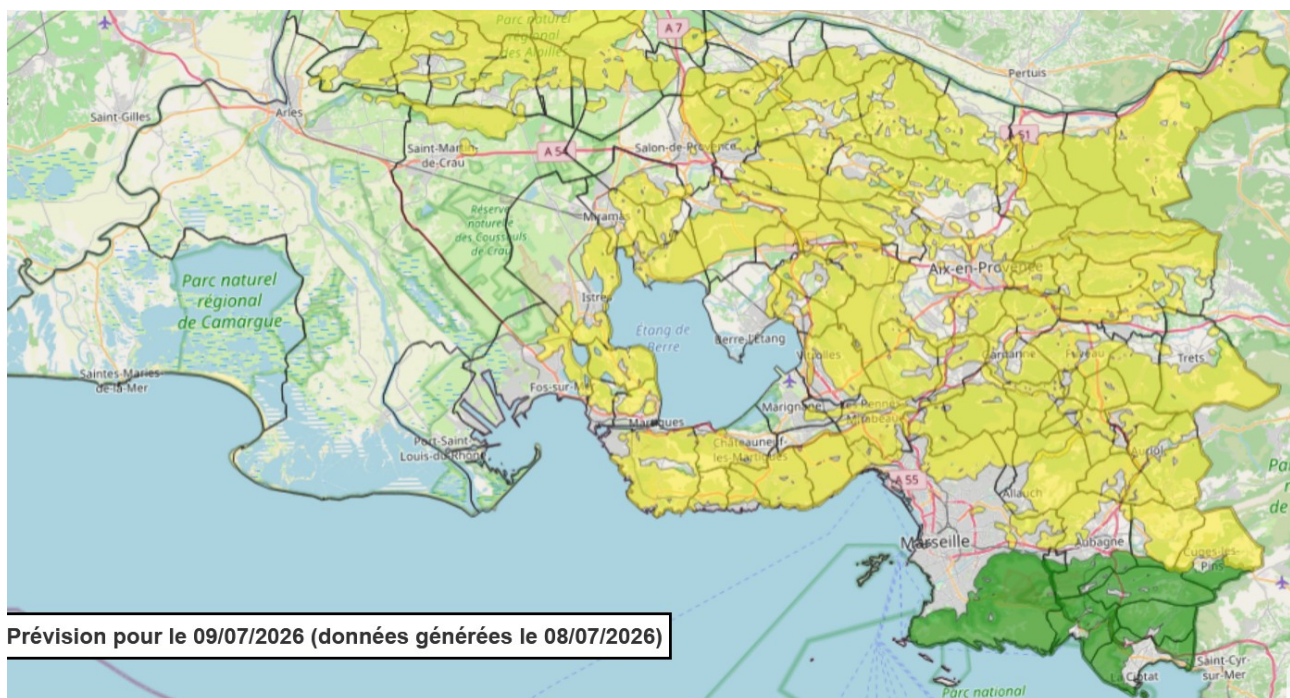 Parc naturel
régional
des Alpilles
A 7
Pertuis
Saint-Gilles
Arles
A 51
Saint-Martin-
de-Crau
A 54
Salon-de-Provence
Réserve
naturelle
des Coussouls
de Crau
Miramas
Parc naturel
régional
de Camargue
Aix-en-Provence
Istres
Étang de
Berre
Berre-l'Étang
Vitrolles
Gardanne
Fuveau
Trets
Saintes-Maries-
de-la-Mer
Fos-sur-Mer
Marignane
Les Pennes-
Mirabeau
Martigues
Châteauneuf-
les-Martigues
Port-Saint-
Louis-du-Rhône
Auriol
A 55
Allauch
Marseille
Aubagne
Cuges-les-
Pins
Prévision pour le 09/07/2026 (données générées le 08/07/2026)
La Ciotat
Saint-Cyr-
sur-Mer
Parc national